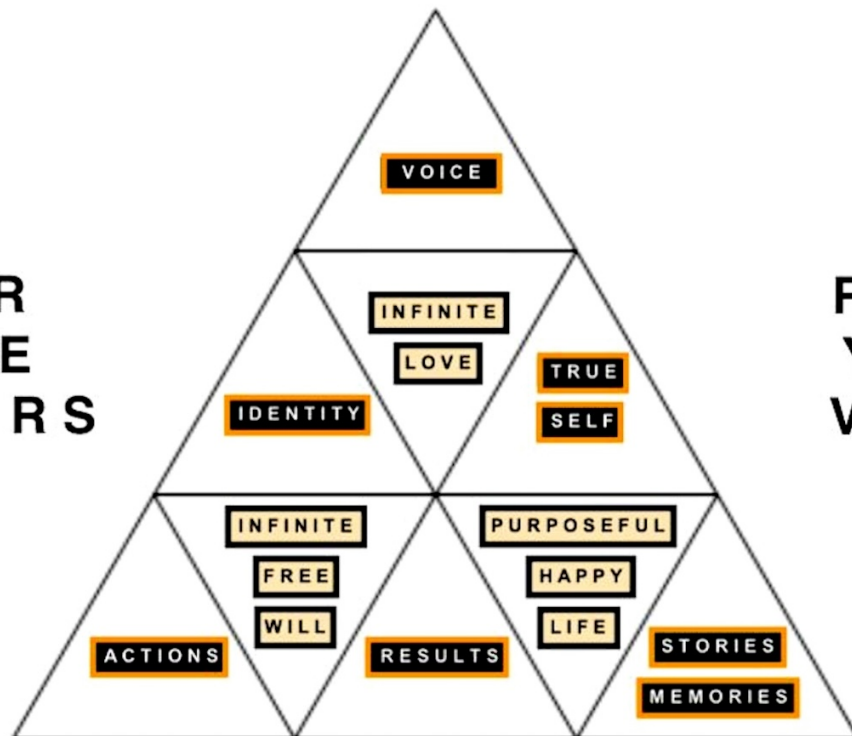 VOICE
INFINITE
LOVE
TRUE
SELF
IDENTITY
INFINITE
FREE
WILL
PURPOSEFUL
HAPPY
LIFE
ACTIONS
RESULTS
STORIES
MEMORIES